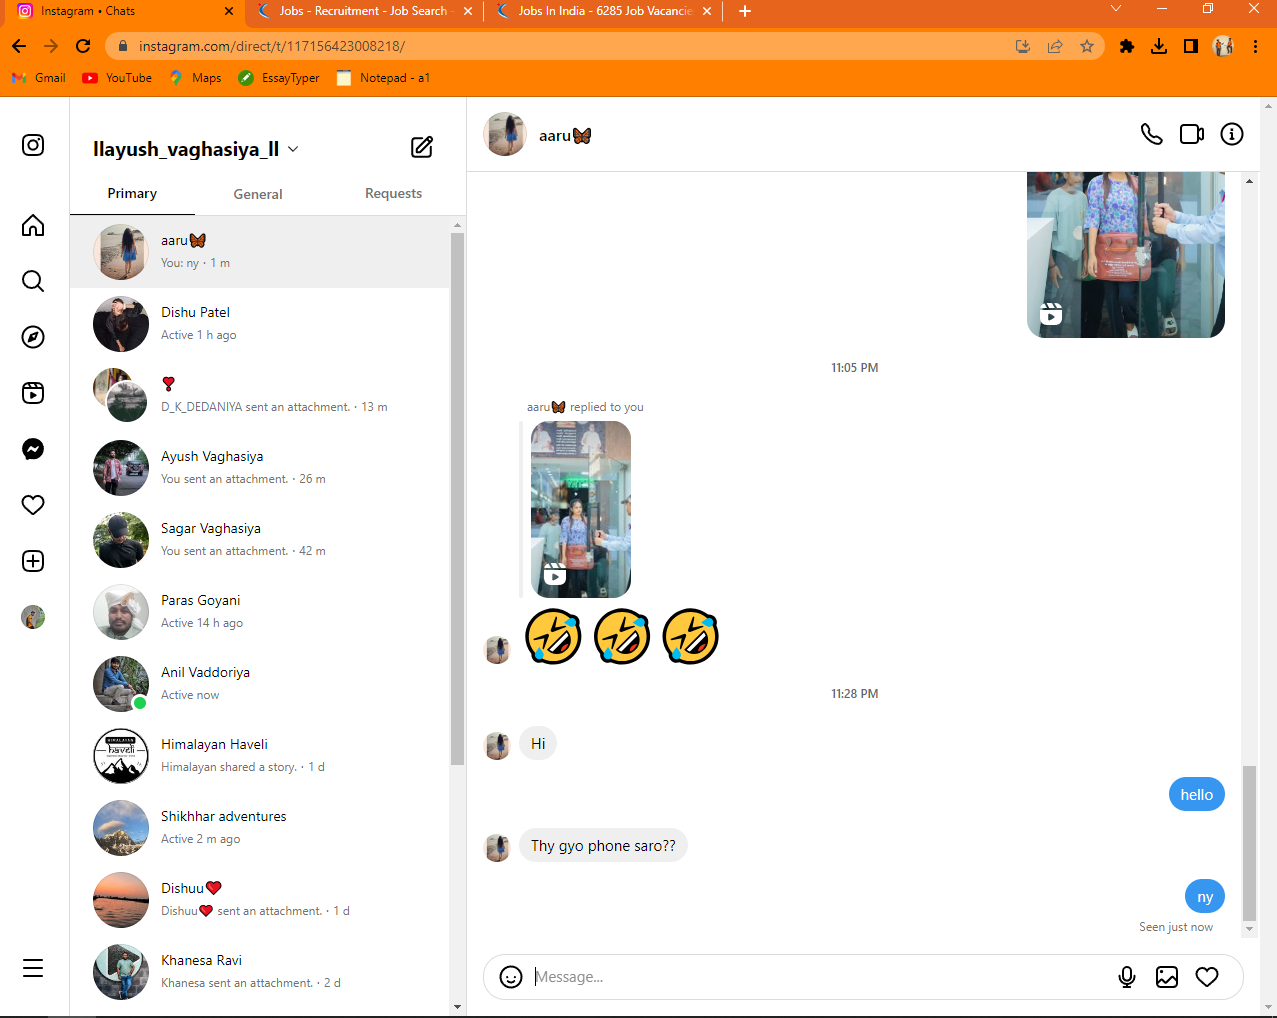 Instagram • Chats
Jobs - Recruitment - Job Search -
Jobs In India - 6285 Job Vacancie
instagram.com/direct/t/117156423008218/
Gmail
YouTube
Maps
EssayTyper
Notepad - a1
llayush_vaghasiya_ll
Primary
General
Requests
aaru🦋
You: ny · 1 m
Dishu Patel
Active 1 h ago
❣️
D_K_DEDANIYA sent an attachment. · 13 m
Ayush Vaghasiya
You sent an attachment. · 26 m
Sagar Vaghasiya
You sent an attachment. · 42 m
Paras Goyani
Active 14 h ago
Anil Vaddoriya
Active now
haveli
Himalayan Haveli
Himalayan shared a story. · 1 d
Shikhhar adventures
Active 2 m ago
Dishuu❤️
Dishuu❤️ sent an attachment. · 1 d
Khanesa Ravi
Khanesa sent an attachment. · 2 d
aaru🦋
11:05 PM
aaru🦋 replied to you
🤣 🤣 🤣
11:28 PM
Hi
hello
Thy gyo phone saro??
ny
Seen just now
Message...